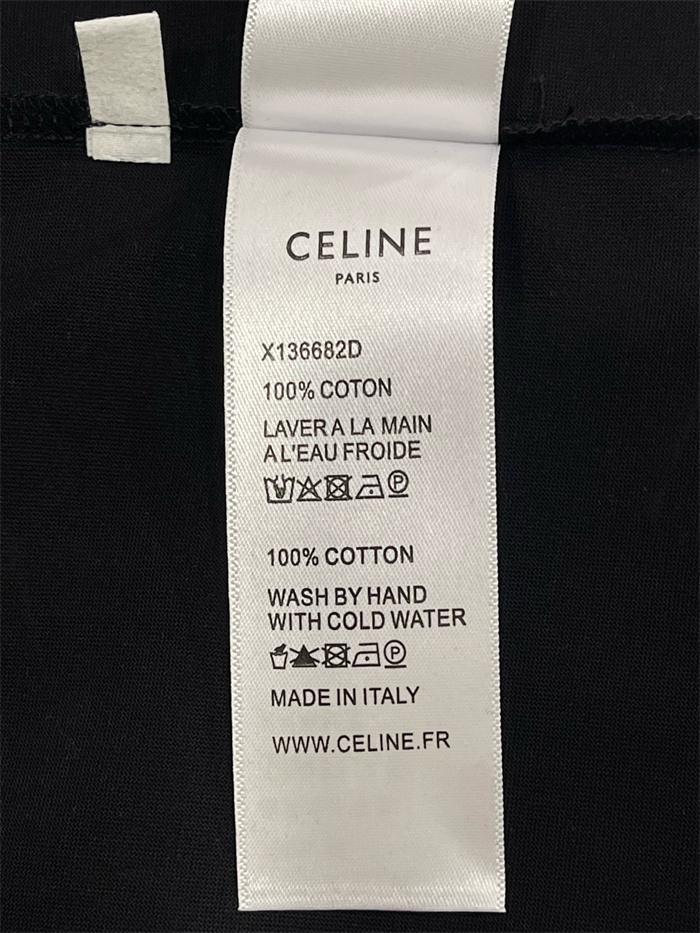 CELINE
PARIS
X136682D
100% COTON
LAVER A LA MAIN
A L'EAU FROIDE
P
100% COTTON
WASH BY HAND
WITH COLD WATER
P
MADE IN ITALY
WWW.CELINE.FR